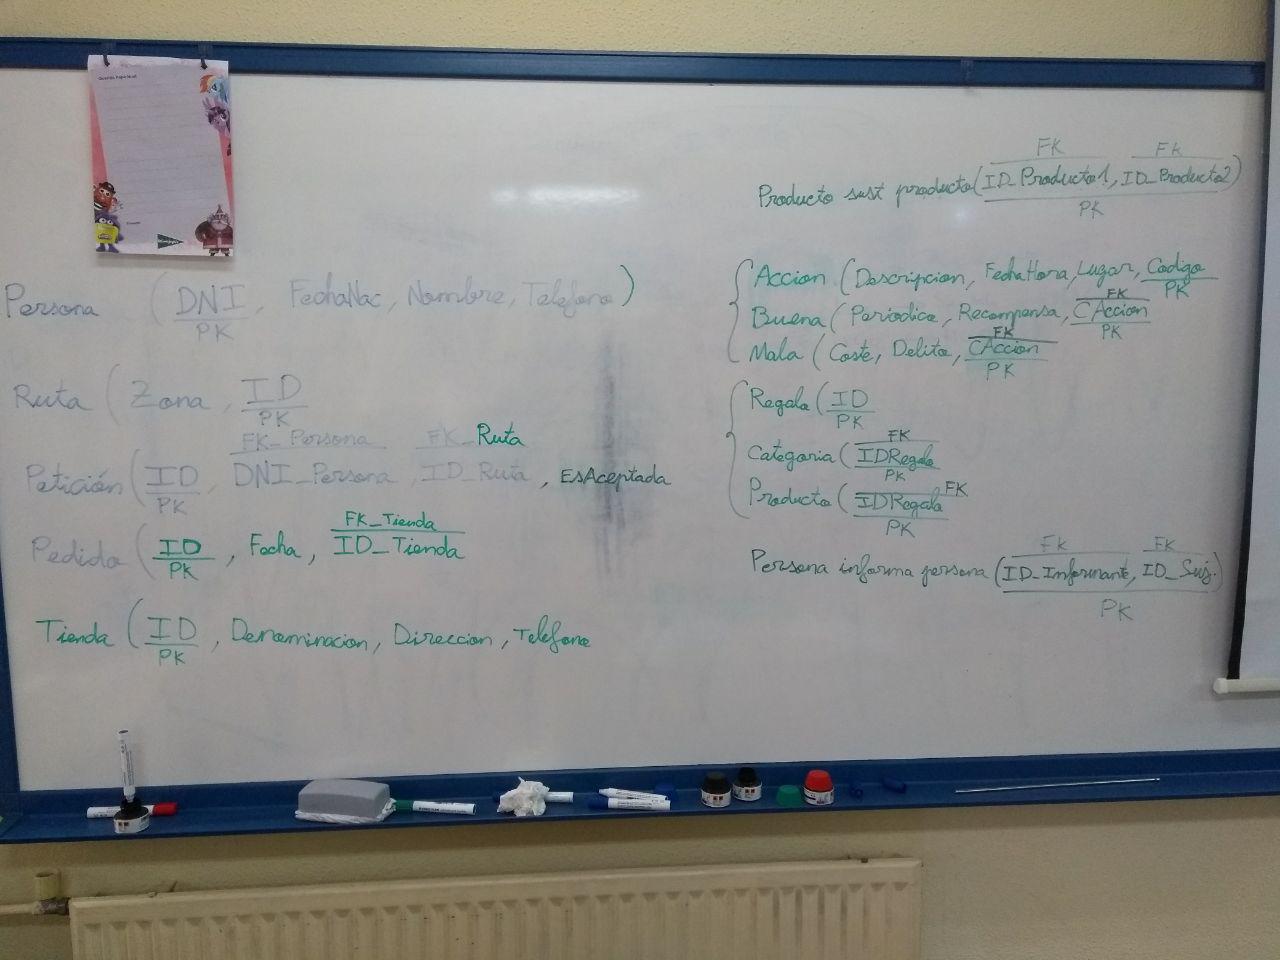 Persona (DNI, FechaNac, Nombre, Telefono)
PK
Ruta (Zona, ID
PK
FK_Persona FK_Ruta
Petición (ID, DNI_Persona, ID_Ruta, EsAceptada
PK
FK_Tienda
Pedido (ID, Fecha, ID_Tienda
PK
Tienda (ID, Denominacion, Direccion, Telefono
PK
FK FK
Producto sust producto (ID_Producto1, ID_Producto2)
PK
Accion (Descripcion, FechaHora, Lugar, Codigo
PK
FK
Buena (Periodica, Recompensa, CAccion
PK
FK
Mala (Coste, Delito, CAccion
PK
Regalo (ID
PK
FK
Categoria (IDRegalo
PK
FK
Producto (IDRegalo
PK
FK FK
Persona informa persona (ID_Informante, ID_Suj.)
PK